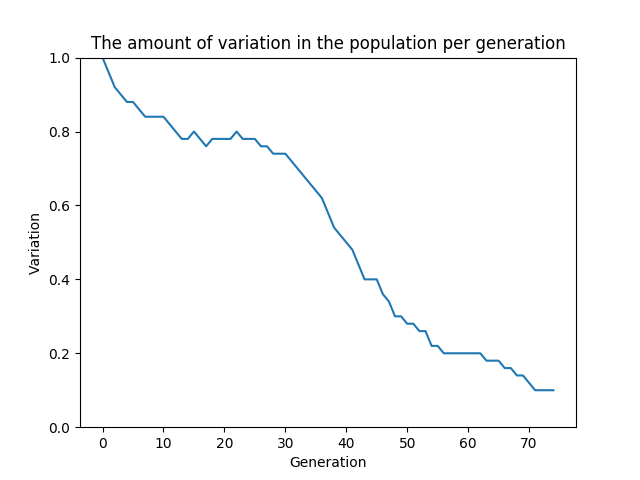 The amount of variation in the population per generation
1.0
0.8
0.6
0.4
0.2
0.0
Variation
0 10 20 30 40 50 60 70
Generation